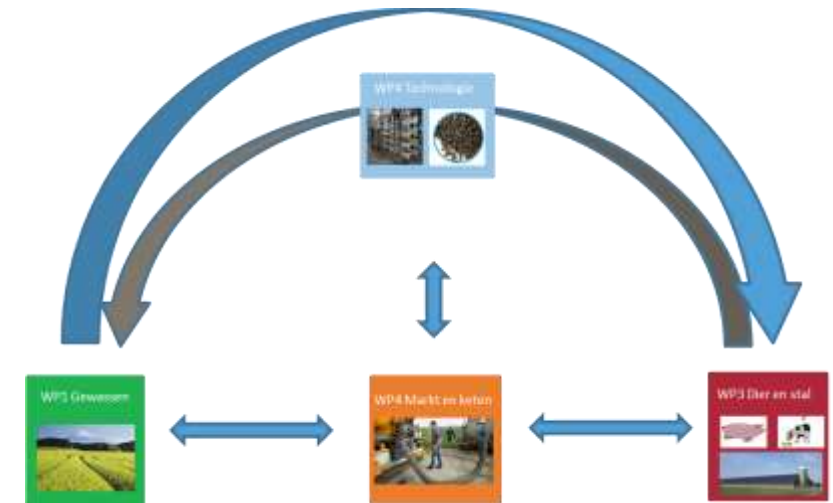 WP4 Technologie
WP1 Gewassen
WP4 Markt en keten
WP3 Dier en stal